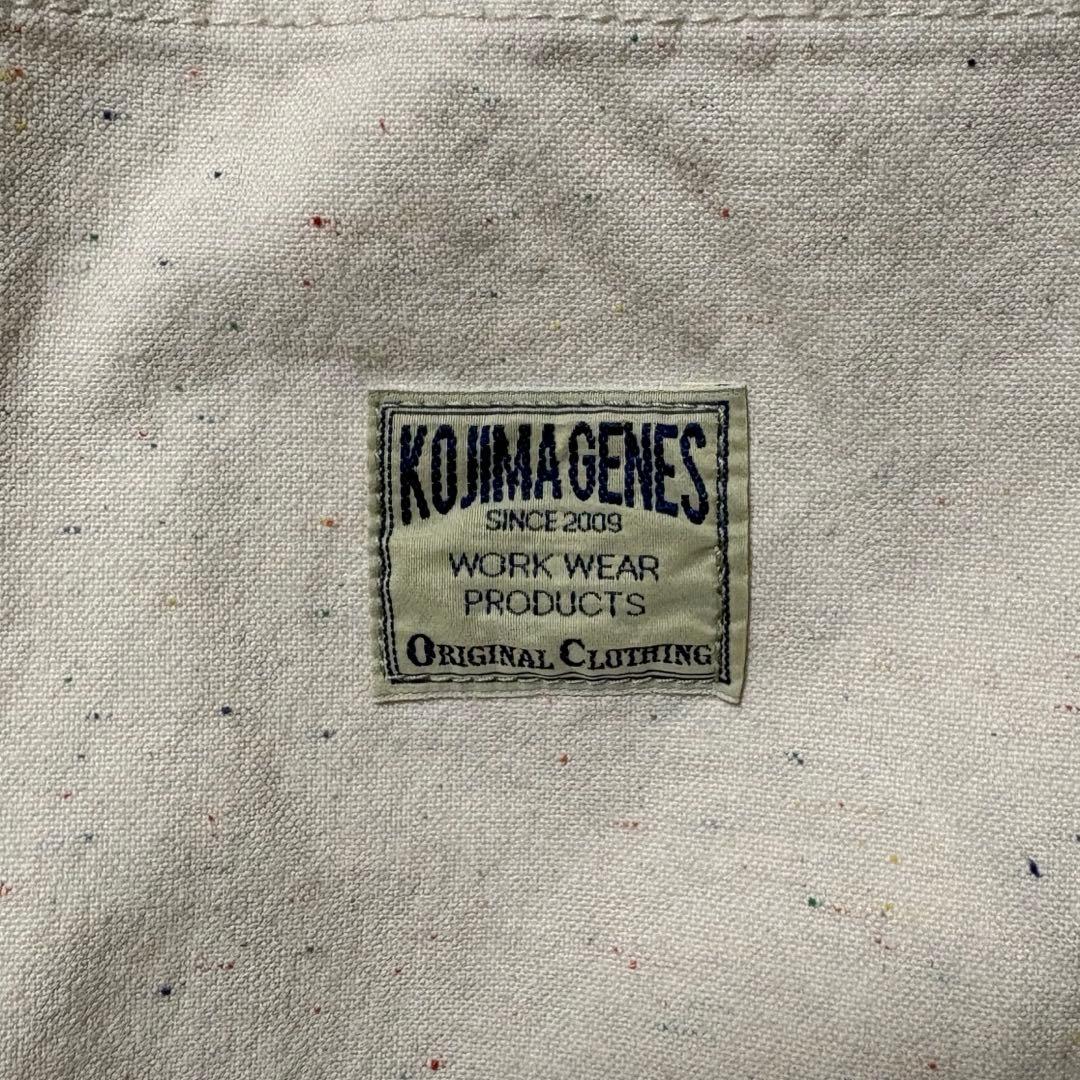 KOJIMA GENES
SINCE 2009
WORK WEAR
PRODUCTS
ORIGINAL CLOTHING